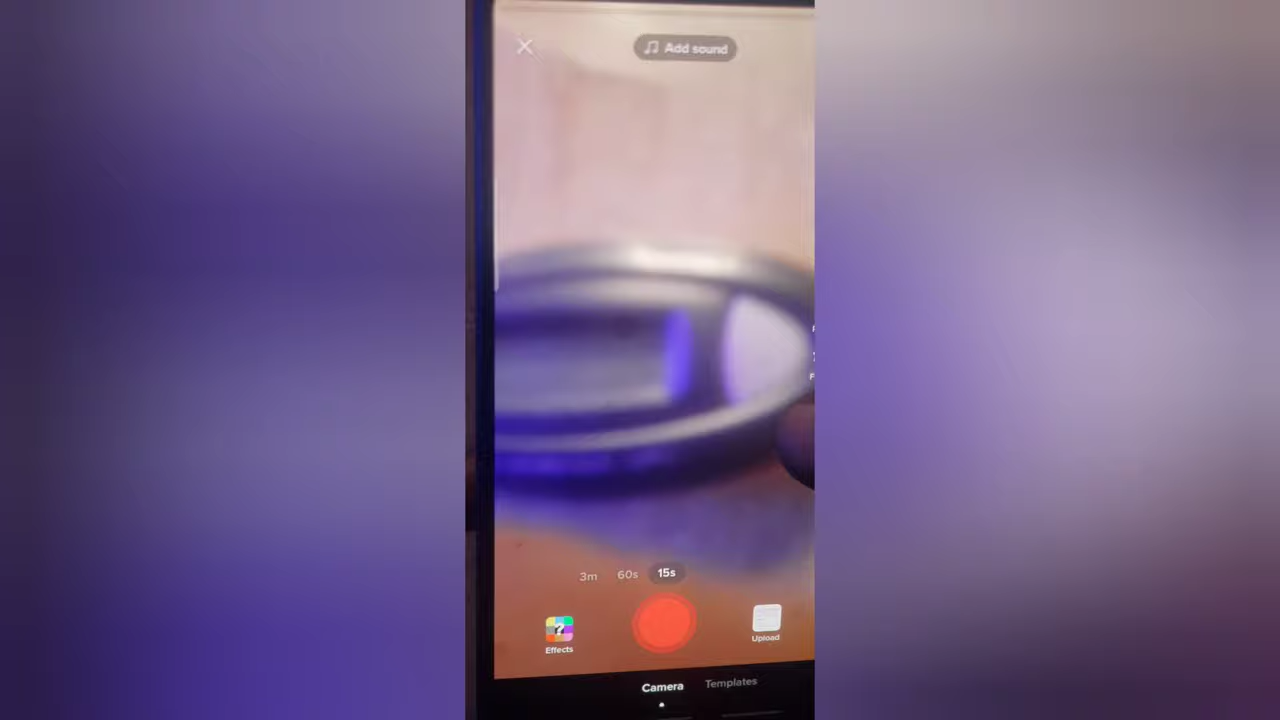 Add sound
3m 60s 15s
Effects
Upload
Camera Templates